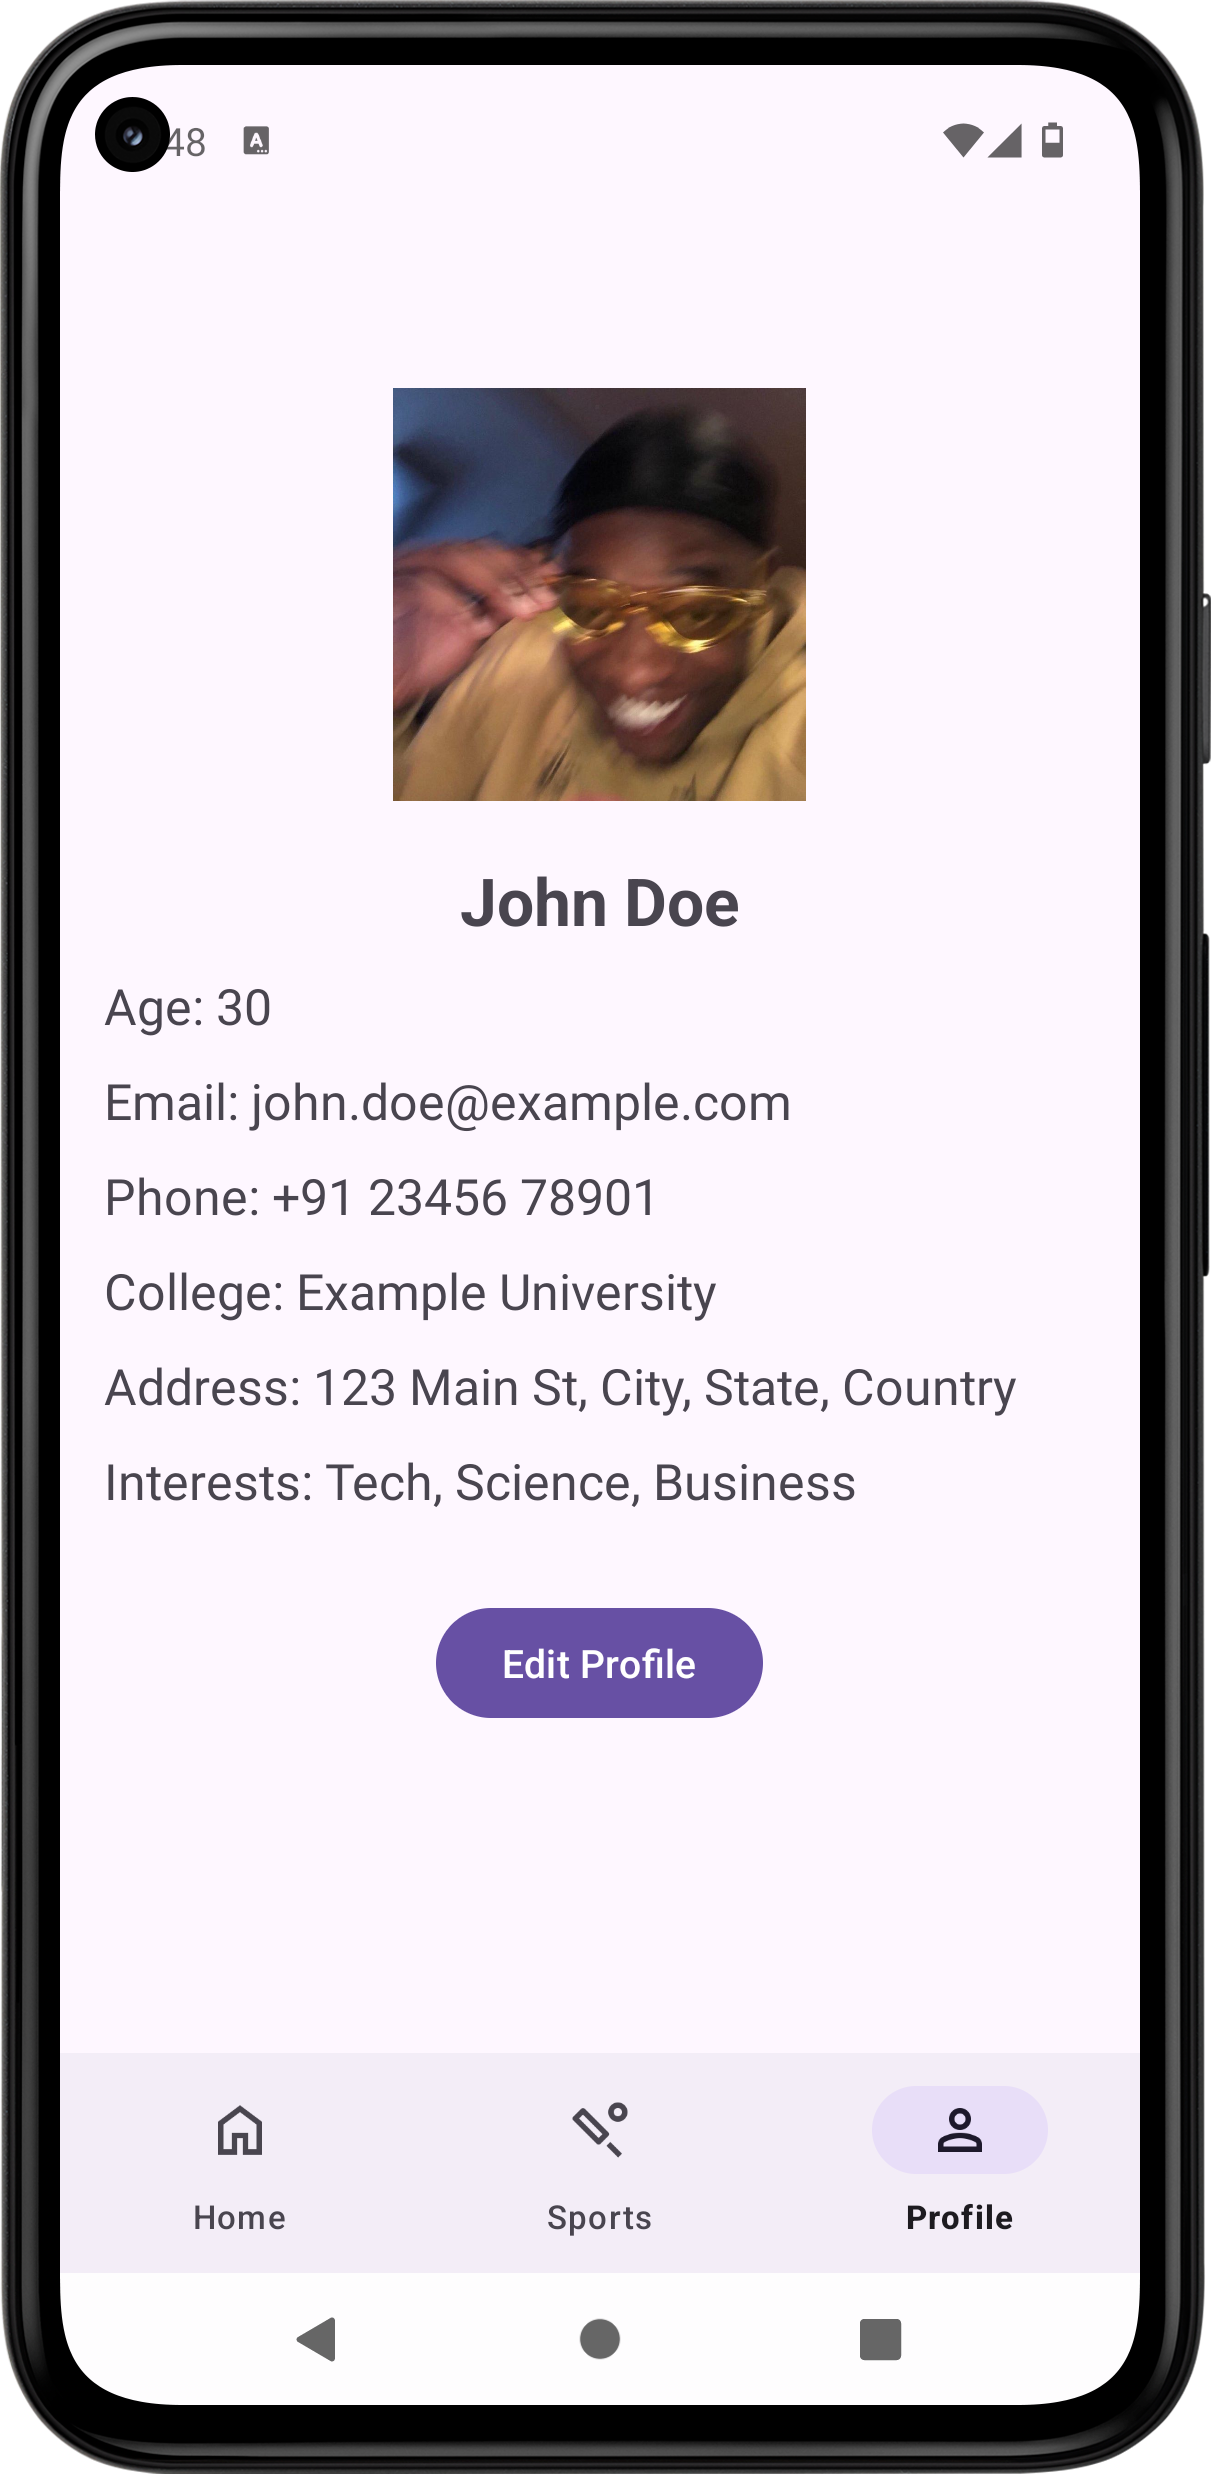 48
John Doe
Age: 30
Email: john.doe@example.com
Phone: +91 23456 78901
College: Example University
Address: 123 Main St, City, State, Country
Interests: Tech, Science, Business
Edit Profile
Home Sports Profile